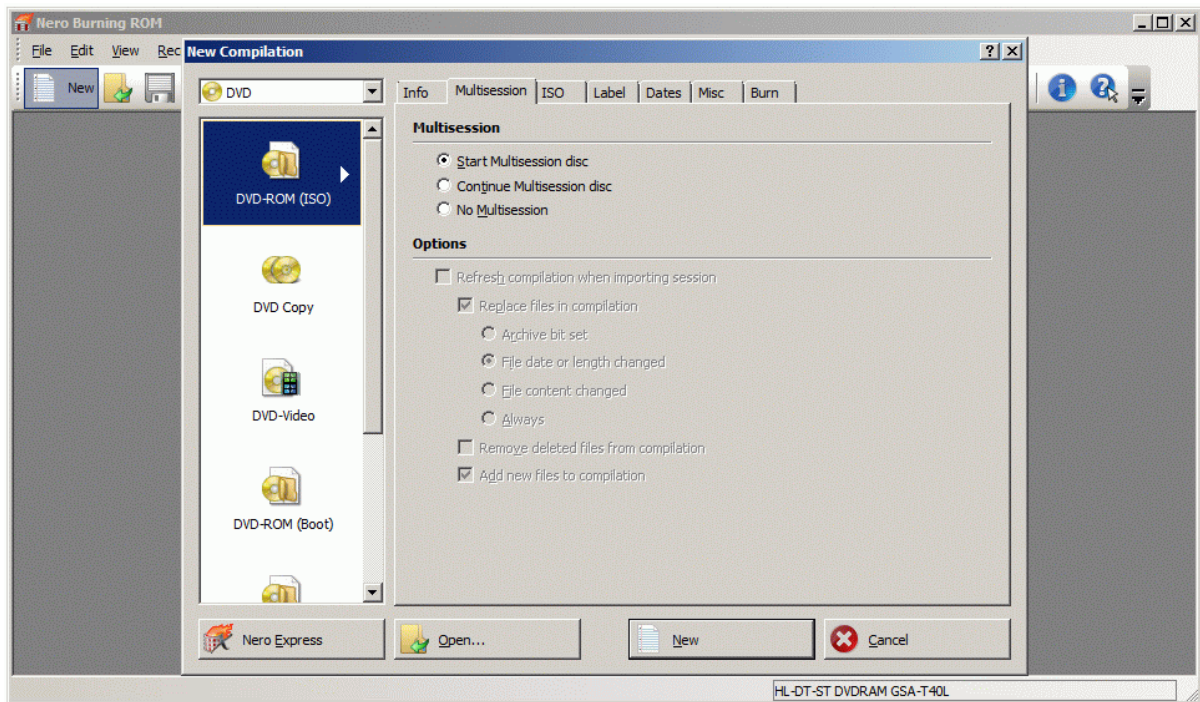 Nero Burning ROM
File Edit View Rec
New Compilation
New
DVD
Info Multisession ISO Label Dates Misc Burn
DVD-ROM (ISO)
DVD Copy
DVD-Video
DVD-ROM (Boot)
Multisession
Start Multisession disc
Continue Multisession disc
No Multisession
Options
Refresh compilation when importing session
Replace files in compilation
Archive bit set
File date or length changed
File content changed
Always
Remove deleted files from compilation
Add new files to compilation
Nero Express
Open...
New
Cancel
HL-DT-ST DVDRAM GSA-T40L